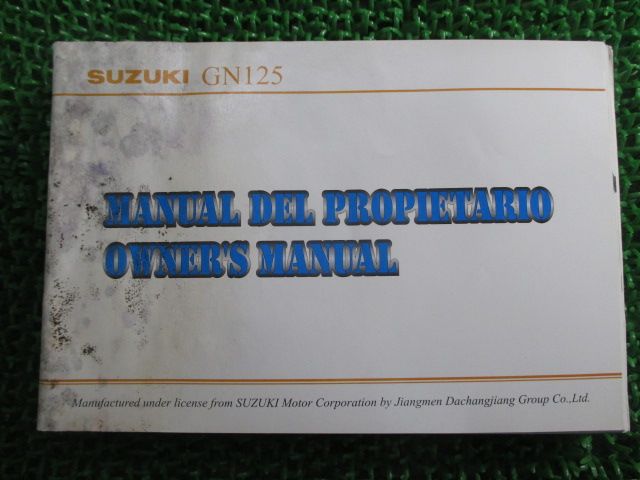 SUZUKI GN125
MANUAL DEL PROPIETARIO
OWNER'S MANUAL
Manufactured under license from SUZUKI Motor Corporation by Jiangmen Dachangjiang Group Co.,Ltd.